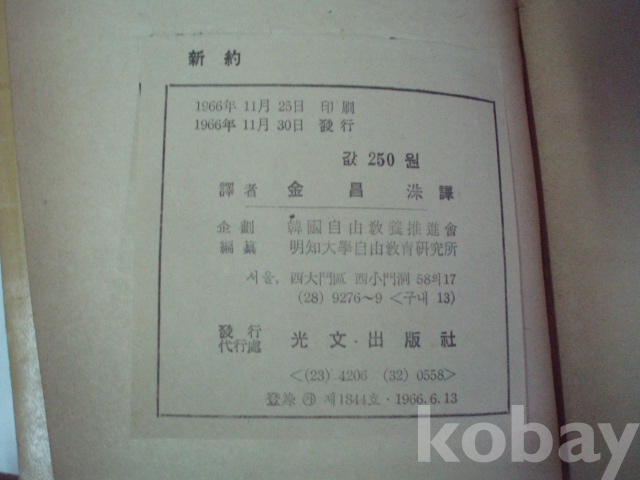 新約
1966年 11月 25日 印刷
1966年 11月 30日 發行
값 250 원
譯者 金昌洙 譯
企劃 韓國自由敎養推進會
編纂 明知大學自由敎育硏究所
서울, 西大門區 西小門洞 58의17
(28) 9276~9 <구내 13)
發行
代行處 光文·出版社
<(23) 4206 (32) 0558>
登錄 ㉮ 제1844호·1966.6.13
kobay